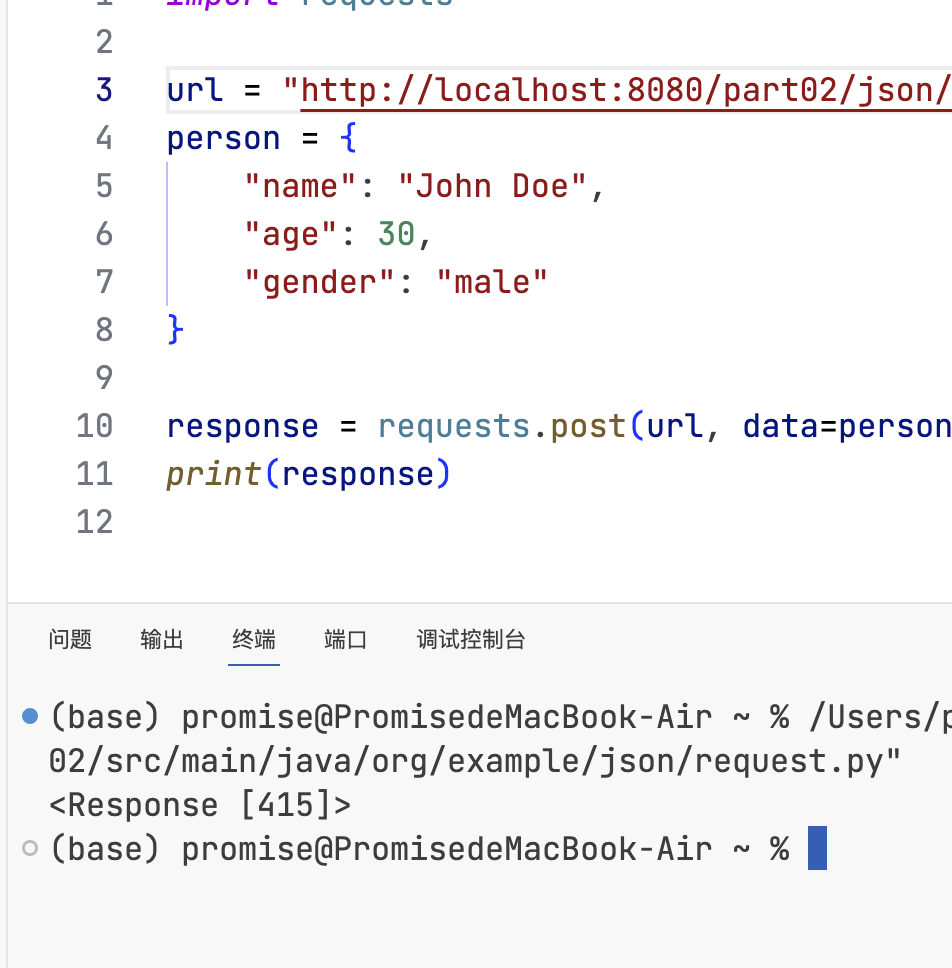 1 import requests
2
3 url = "http://localhost:8080/part02/json/
4 person = {
5 "name": "John Doe",
6 "age": 30,
7 "gender": "male"
8 }
9
10 response = requests.post(url, data=person
11 print(response)
12
问题 输出 终端 端口 调试控制台
(base) promise@PromisedeMacBook-Air ~ % /Users/p
02/src/main/java/org/example/json/request.py"
<Response [415]>
(base) promise@PromisedeMacBook-Air ~ %